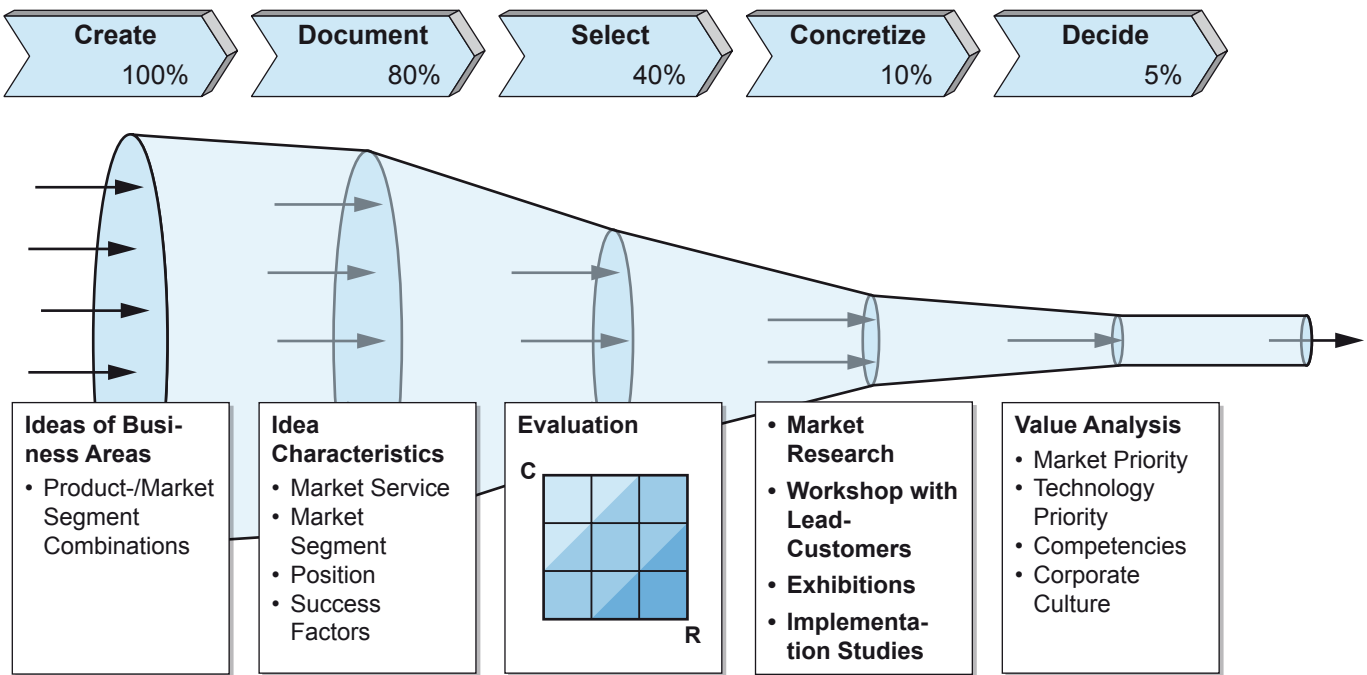 Create
100%
Document
80%
Select
40%
Concretize
10%
Decide
5%
Ideas of Busi-
ness Areas
• Product-/Market
Segment
Combinations
Idea
Characteristics
• Market Service
• Market
Segment
• Position
• Success
Factors
Evaluation
C
R
• Market
Research
• Workshop with
Lead-
Customers
• Exhibitions
• Implementa-
tion Studies
Value Analysis
• Market Priority
• Technology
Priority
• Competencies
• Corporate
Culture